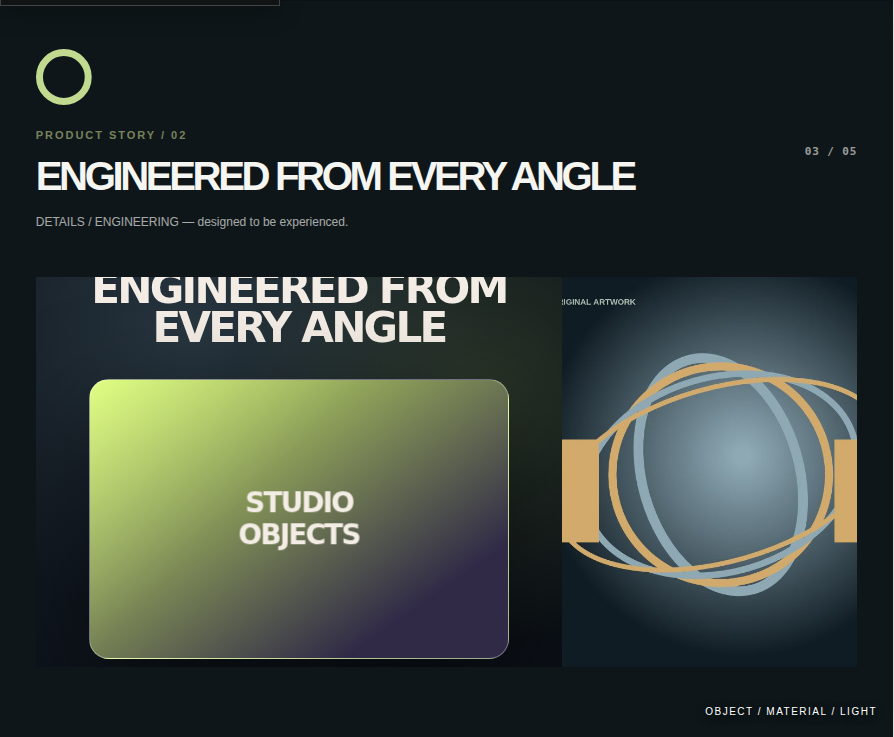 PRODUCT STORY / 02
03 / 05
ENGINEERED FROM EVERY ANGLE
DETAILS / ENGINEERING — designed to be experienced.
ENGINEERED FROM
EVERY ANGLE
STUDIO
OBJECTS
ARTWORK
OBJECT / MATERIAL / LIGHT